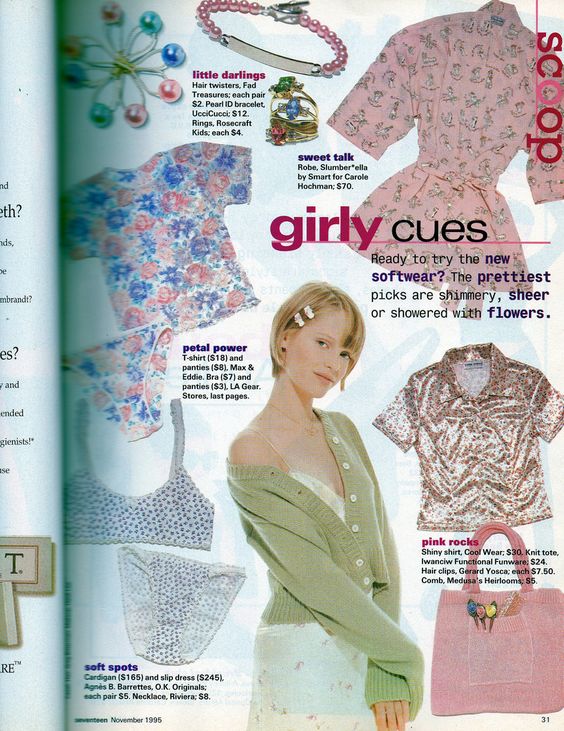 nd
eth?
nds,
be
mbrandt?
es?
y and
ended
gienists!*
use
T.
ARE™
little darlings
Hair twisters, Fad
Treasures; each pair
$2. Pearl ID bracelet,
UcciCucci; $12.
Rings, Rosecraft
Kids; each $4.
scoop
sweet talk
Robe, Slumber*ella
by Smart for Carole
Hochman; $70.
girly cues
Ready to try the new
softwear? The prettiest
picks are shimmery, sheer
or showered with flowers.
petal power
T-shirt ($18) and
panties ($8), Max &
Eddie. Bra ($7) and
panties ($3), LA Gear.
Stores, last pages.
pink rocks
Shiny shirt, Cool Wear; $30. Knit tote,
Iwanciw Functional Funware; $24.
Hair clips, Gerard Yosca; each $7.50.
Comb, Medusa's Heirlooms; $5.
soft spots
Cardigan ($165) and slip dress ($245),
Agnès B. Barrettes, O.K. Originals;
each pair $5. Necklace, Riviera; $8.
seventeen November 1995
31